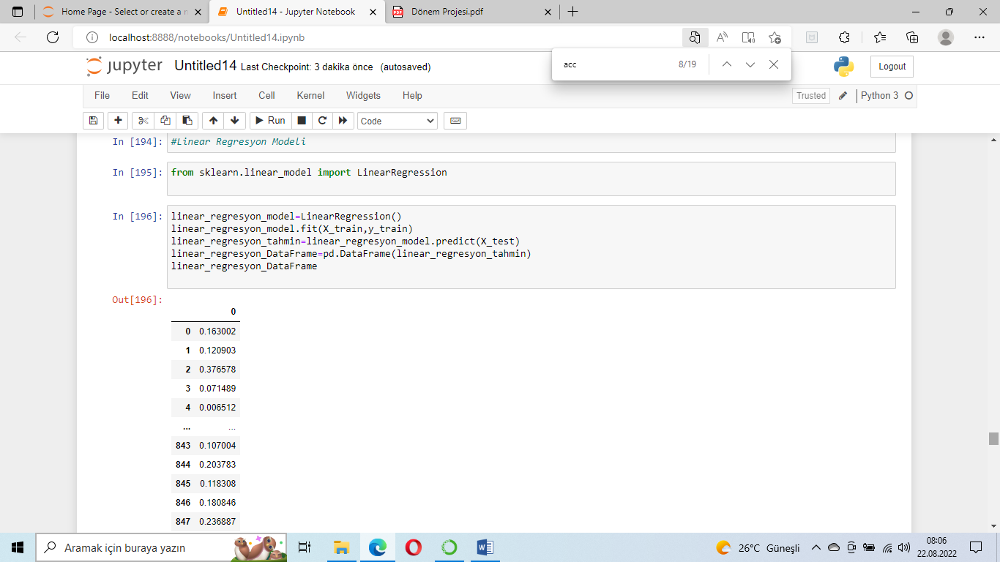 Home Page - Select or create a n
Untitled14 - Jupyter Notebook
PDF
Dönem Projesi.pdf
localhost:8888/notebooks/Untitled14.ipynb
acc
8/19
jupyter
Untitled14
Last Checkpoint: 3 dakika önce
(autosaved)
Logout
File
Edit
View
Insert
Cell
Kernel
Widgets
Help
Trusted
Python 3
Run
Code
In [194]:
#Linear Regresyon Modeli
In [195]:
from sklearn.linear_model import LinearRegression
In [196]:
linear_regresyon_model=LinearRegression()
linear_regresyon_model.fit(X_train,y_train)
linear_regresyon_tahmin=linear_regresyon_model.predict(X_test)
linear_regresyon_DataFrame=pd.DataFrame(linear_regresyon_tahmin)
linear_regresyon_DataFrame
Out[196]:
0
0 0.163002
1 0.120903
2 0.376578
3 0.071489
4 0.006512
... ...
843 0.107004
844 0.203783
845 0.118308
846 0.180846
847 0.236887
Aramak için buraya yazın
26°C Güneşli
08:06
22.08.2022